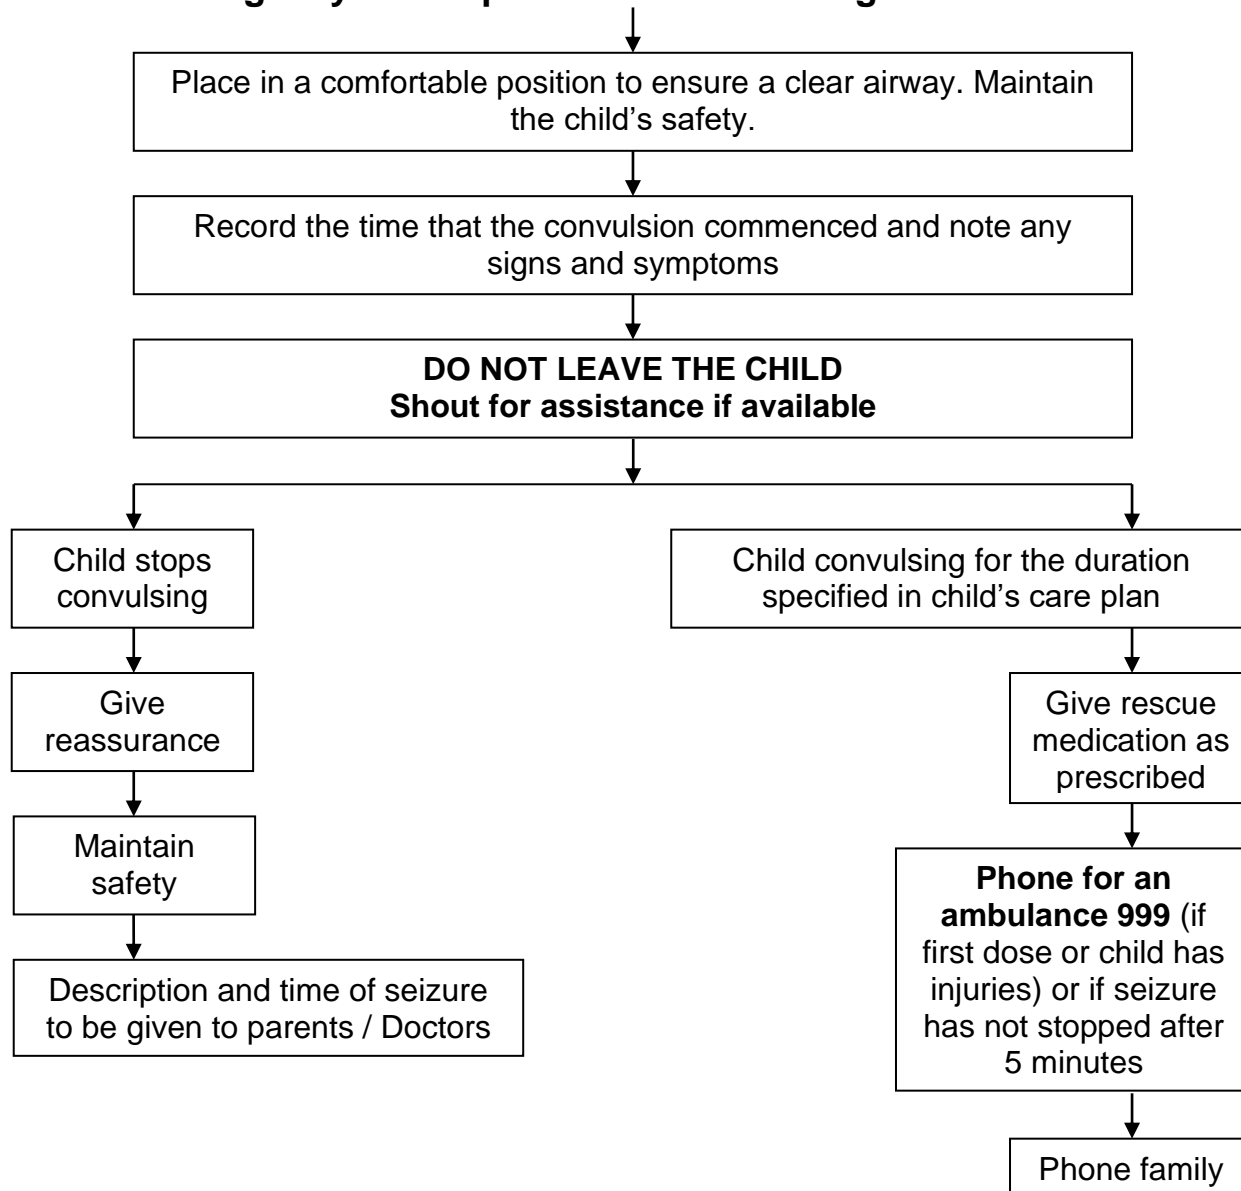 Place in a comfortable position to ensure a clear airway. Maintain
the child’s safety.
Record the time that the convulsion commenced and note any
signs and symptoms
DO NOT LEAVE THE CHILD
Shout for assistance if available
Child stops
convulsing
Give
reassurance
Maintain
safety
Description and time of seizure
to be given to parents / Doctors
Child convulsing for the duration
specified in child’s care plan
Give rescue
medication as
prescribed
Phone for an
ambulance 999 (if
first dose or child has
injuries) or if seizure
has not stopped after
5 minutes
Phone family